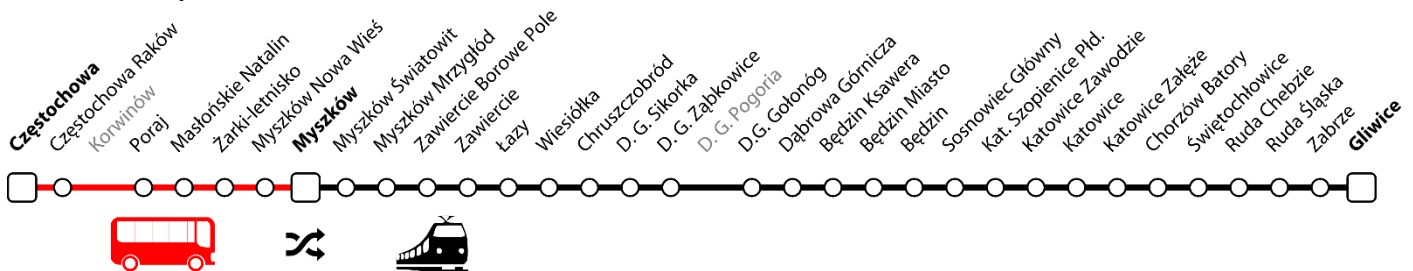 Częstochowa
Częstochowa Raków
Korwinów
Poraj
Masłońskie Natalin
Żarki-letnisko
Myszków Nowa Wieś
Myszków
Myszków Światowit
Myszków Mrzygłód
Zawiercie Borowe Pole
Zawiercie
Łazy
Wiesiółka
Chruszczobród
D. G. Sikorka
D. G. Ząbkowice
D. G. Pogoria
D.G. Gołonóg
Dąbrowa Górnicza
Będzin Ksawera
Będzin Miasto
Będzin
Sosnowiec Główny
Kat. Szopienice Płd.
Katowice Zawodzie
Katowice
Katowice Załęże
Chorzów Batory
Świętochłowice
Ruda Chebzie
Ruda Śląska
Zabrze
Gliwice